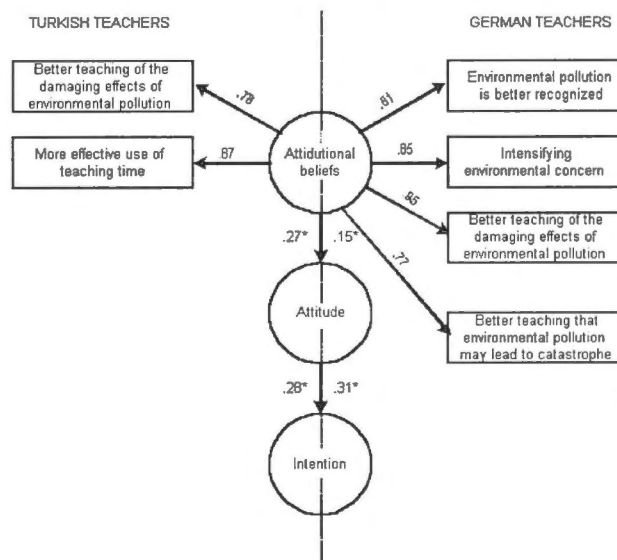 TURKISH TEACHERS
GERMAN TEACHERS
Better teaching of the
damaging effects of
environmental pollution
.78
.81
Environmental pollution
is better recognized
More effective use of
teaching time
.87
Attidutional
beliefs
.85
Intensifying
environmental concern
.85
Better teaching of the
damaging effects of
environmental pollution
.77
.27*
.15*
Attitude
Better teaching that
environmental pollution
may lead to catastrophe
.28*
.31*
Intention